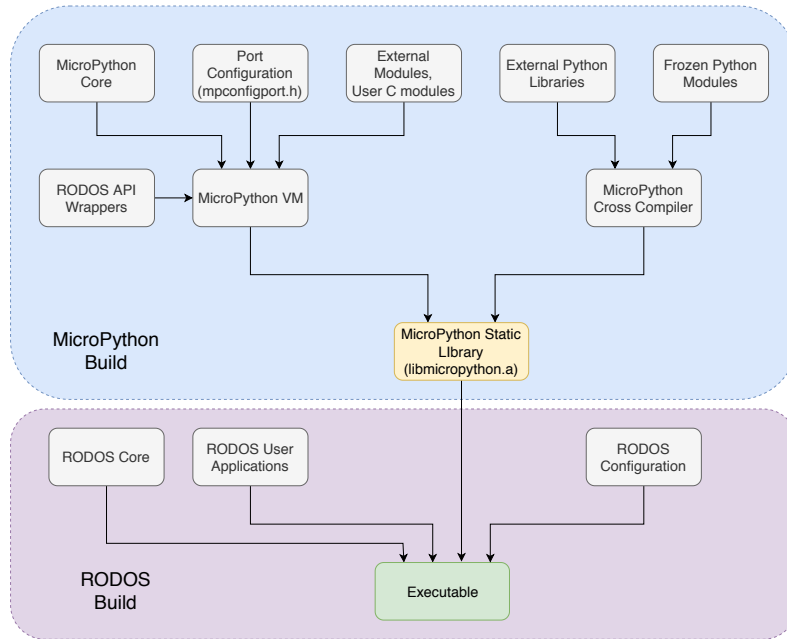 MicroPython
Core
Port
Configuration
(mpconfigport.h)
External
Modules,
User C modules
External Python
Libraries
Frozen Python
Modules
RODOS API
Wrappers
MicroPython VM
MicroPython
Cross Compiler
MicroPython Static
LIbrary
(libmicropython.a)
MicroPython
Build
RODOS Core
RODOS User
Applications
RODOS
Configuration
RODOS
Build
Executable